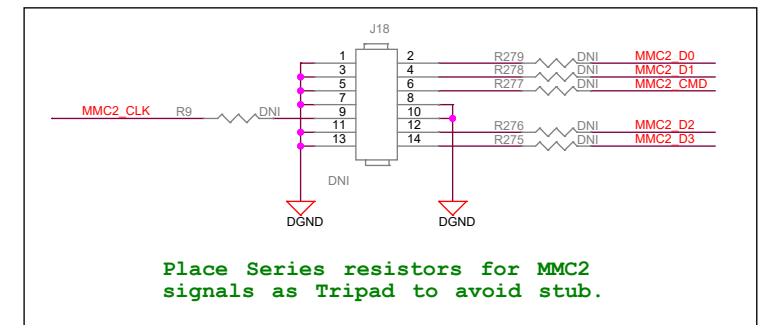 J18
1 2 R279 DNI MMC2_D0
3 4 R278 DNI MMC2_D1
5 6 R277 DNI MMC2_CMD
7 8
MMC2_CLK R9 DNI 9 10
11 12 R276 DNI MMC2_D2
13 14 R275 DNI MMC2_D3
DNI
DGND DGND
Place Series resistors for MMC2
signals as Tripad to avoid stub.